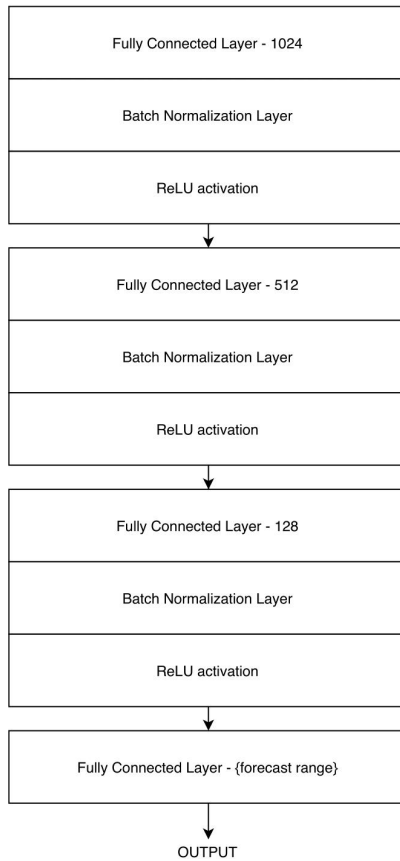 Fully Connected Layer - 1024
Batch Normalization Layer
ReLU activation
Fully Connected Layer - 512
Batch Normalization Layer
ReLU activation
Fully Connected Layer - 128
Batch Normalization Layer
ReLU activation
Fully Connected Layer - {forecast range}
OUTPUT